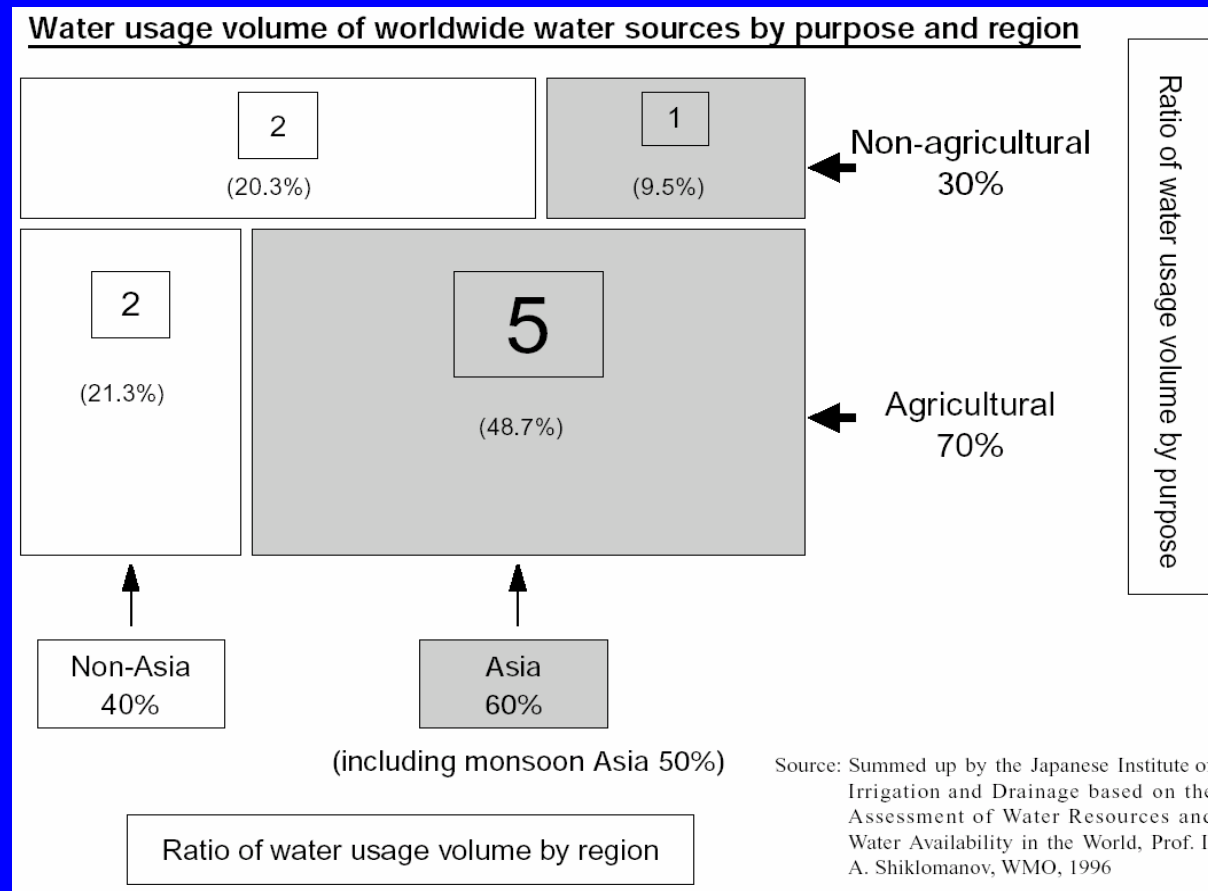 Water usage volume of worldwide water sources by purpose and region
2
(20.3%)
1
(9.5%)
Non-agricultural
30%
2
(21.3%)
5
(48.7%)
Agricultural
70%
Ratio of water usage volume by purpose
Non-Asia
40%
Asia
60%
(including monsoon Asia 50%)
Ratio of water usage volume by region
Source: Summed up by the Japanese Institute of
Irrigation and Drainage based on the
Assessment of Water Resources and
Water Availability in the World, Prof. I
A. Shiklomanov, WMO, 1996